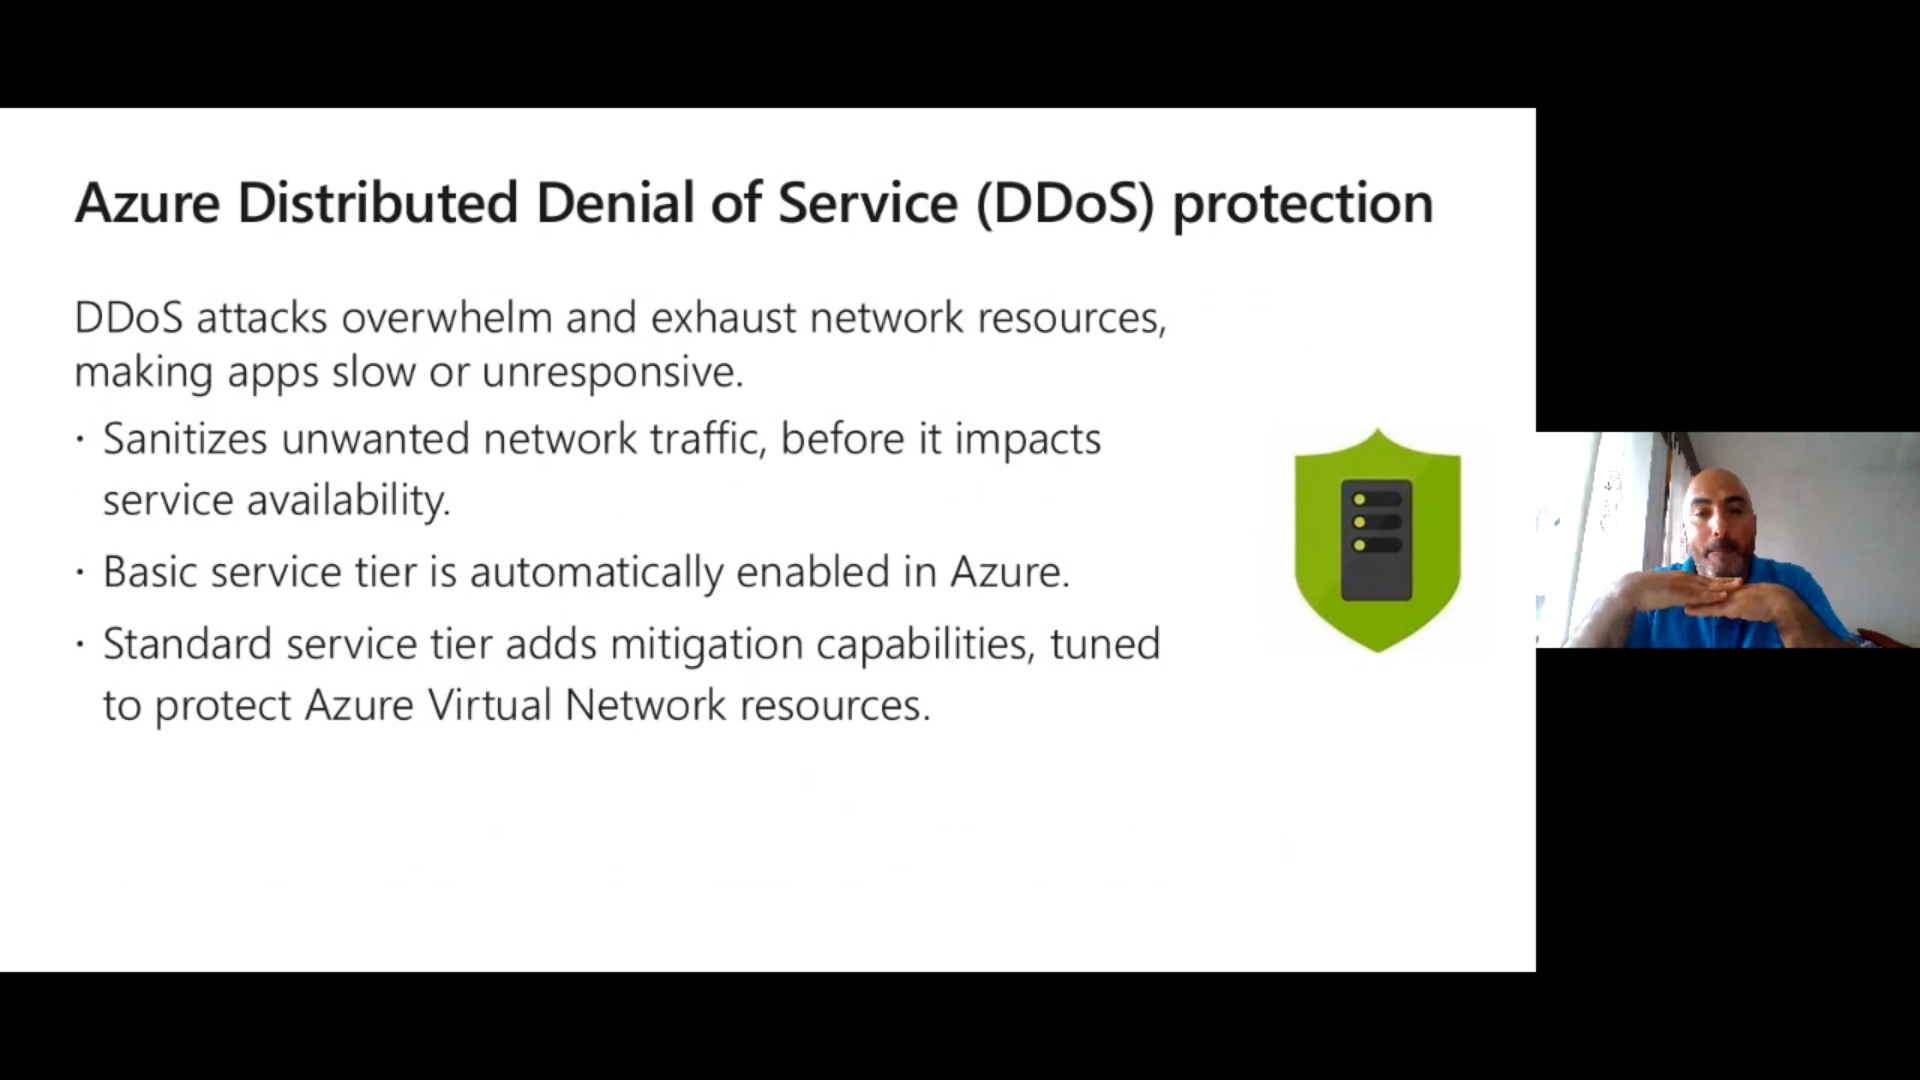 Azure Distributed Denial of Service (DDoS) protection
DDoS attacks overwhelm and exhaust network resources,
making apps slow or unresponsive.
· Sanitizes unwanted network traffic, before it impacts
service availability.
· Basic service tier is automatically enabled in Azure.
· Standard service tier adds mitigation capabilities, tuned
to protect Azure Virtual Network resources.